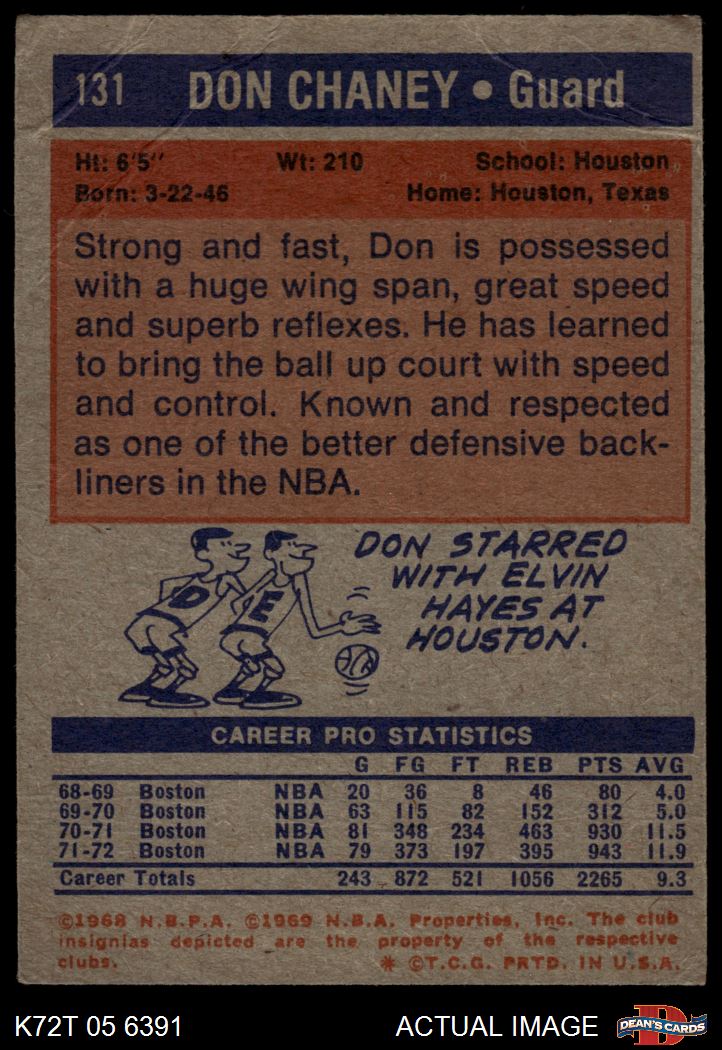 131 DON CHANEY • Guard
Ht: 6'5" Wt: 210 School: Houston
Born: 3-22-46 Home: Houston, Texas
Strong and fast, Don is possessed
with a huge wing span, great speed
and superb reflexes. He has learned
to bring the ball up court with speed
and control. Known and respected
as one of the better defensive back-
liners in the NBA.
DON STARRED
WITH ELVIN
HAYES AT
HOUSTON.
D E
CAREER PRO STATISTICS
G FG FT REB PTS AVG
68-69 Boston NBA 20 36 8 46 80 4.0
69-70 Boston NBA 63 115 82 152 312 5.0
70-71 Boston NBA 81 348 234 463 930 11.5
71-72 Boston NBA 79 373 197 395 943 11.9
Career Totals 243 872 521 1056 2265 9.3
©1968 N.B.P.A. ©1969 N.B.A. Properties, Inc. The club
insignias depicted are the property of the respective
clubs. * ©T.C.G. PRTD. IN U.S.A.
K72T 05 6391 ACTUAL IMAGE D DEAN'S CARDS